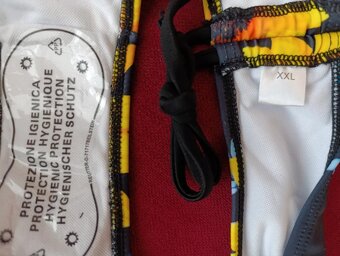 PROTEZIONE IGIENICA
PROTECTION HYGIENIQUE
HYGIENIC PROTECTION
HYGIENISCHER SCHUTZ
XXL